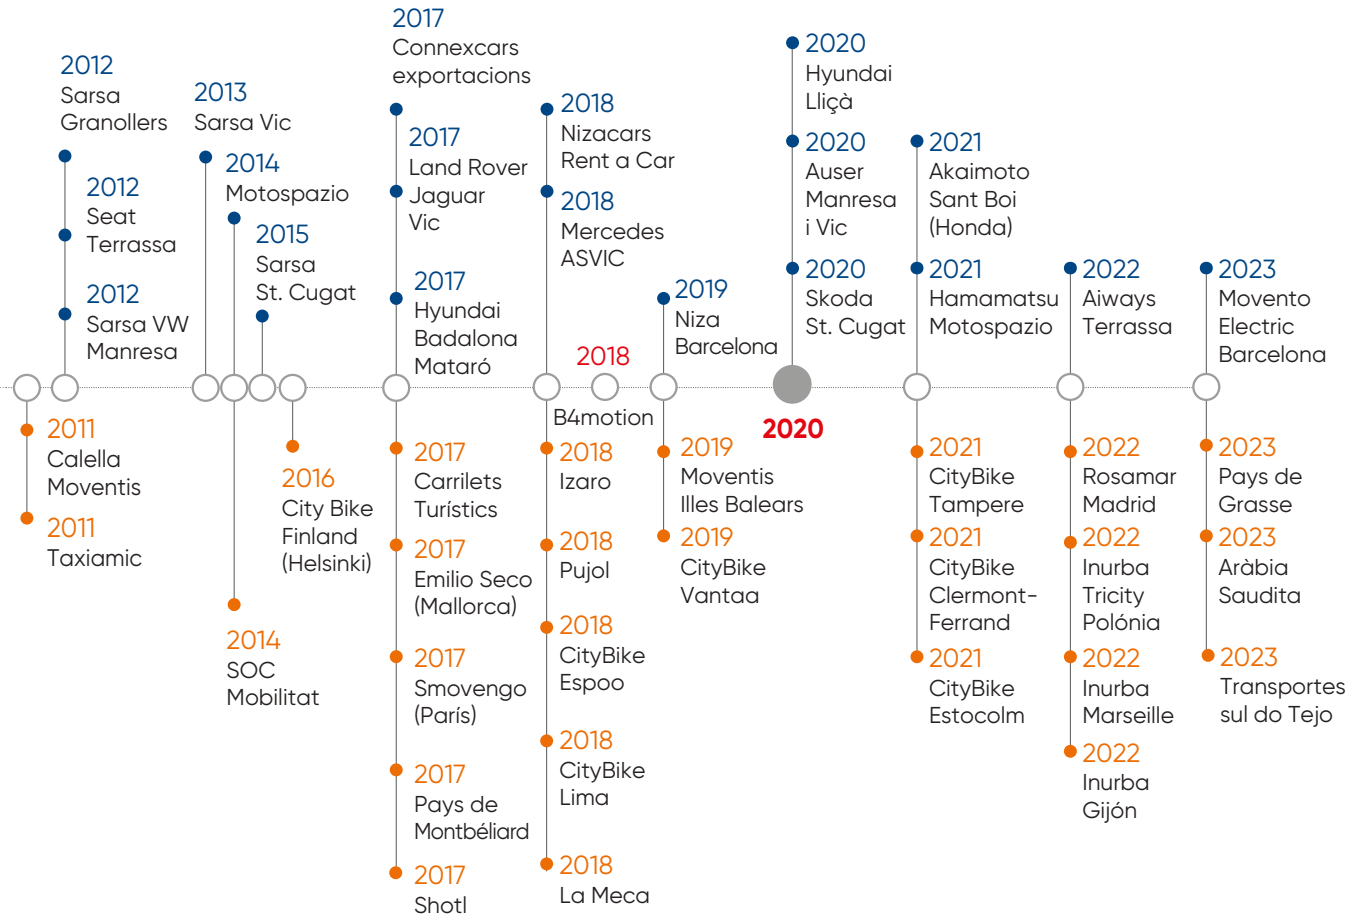 2012
Sarsa
Granollers
2012
Seat
Terrassa
2012
Sarsa VW
Manresa
2013
Sarsa Vic
2014
Motospazio
2015
Sarsa
St. Cugat
2017
Connexcars
exportacions
2017
Land Rover
Jaguar
Vic
2017
Hyundai
Badalona
Mataró
2018
Nizacars
Rent a Car
2018
Mercedes
ASVIC
2018
B4motion
2019
Niza
Barcelona
2020
Hyundai
Lliçà
2020
Auser
Manresa
i Vic
2020
Skoda
St. Cugat
2020
2021
Akaimoto
Sant Boi
(Honda)
2021
Hamamatsu
Motospazio
2022
Aiways
Terrassa
2023
Movento
Electric
Barcelona
2011
Calella
Moventis
2011
Taxiamic
2014
SOC
Mobilitat
2016
City Bike
Finland
(Helsinki)
2017
Carrilets
Turístics
2017
Emilio Seco
(Mallorca)
2017
Smovengo
(París)
2017
Pays de
Montbéliard
2017
Shotl
2018
Izaro
2018
Pujol
2018
CityBike
Espoo
2018
CityBike
Lima
2018
La Meca
2019
Moventis
Illes Balears
2019
CityBike
Vantaa
2021
CityBike
Tampere
2021
CityBike
Clermont-
Ferrand
2021
CityBike
Estocolm
2022
Rosamar
Madrid
2022
Inurba
Tricity
Polónia
2022
Inurba
Marseille
2022
Inurba
Gijón
2023
Pays de
Grasse
2023
Aràbia
Saudita
2023
Transportes
sul do Tejo